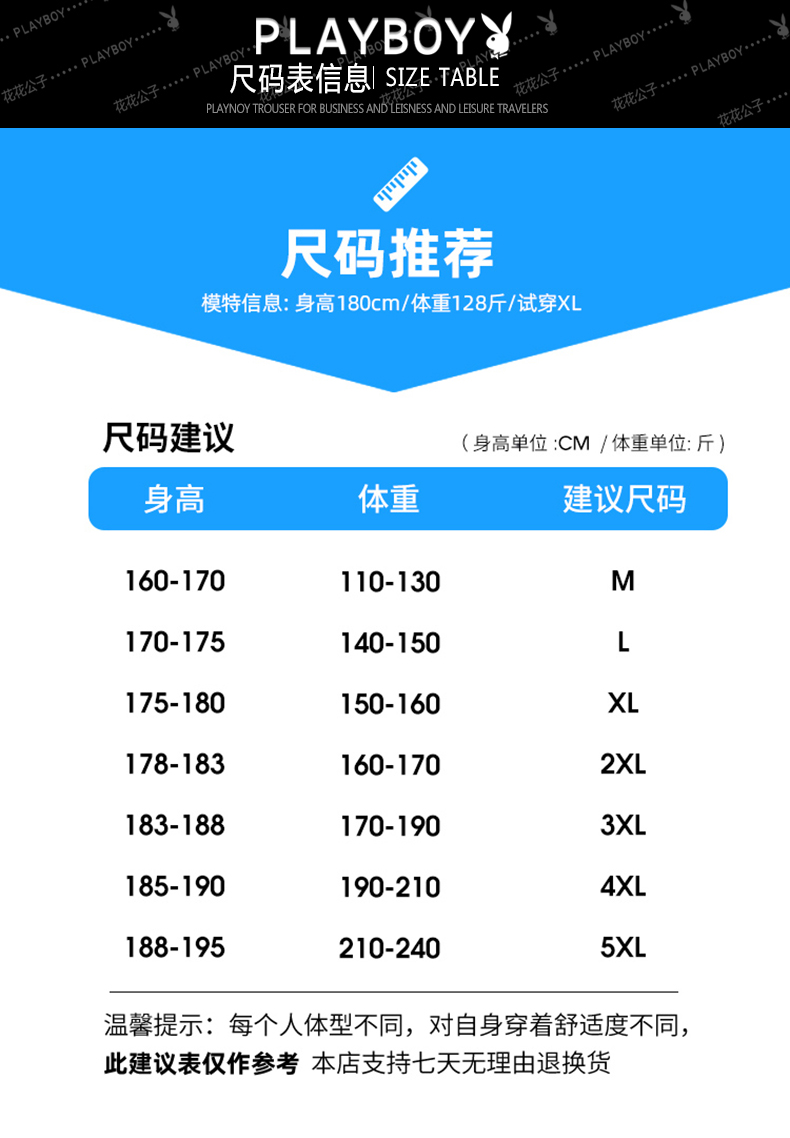 PLAYBOY
尺码表信息 SIZE TABLE
PLAYNOY TROUSER FOR BUSINESS AND LEISNESS AND LEISURE TRAVELERS
花花公子····· PLAYBOY·····
尺码推荐
模特信息: 身高180cm/体重128斤/试穿XL
尺码建议 （身高单位 :CM / 体重单位: 斤）
身高 体重 建议尺码
160-170 110-130 M
170-175 140-150 L
175-180 150-160 XL
178-183 160-170 2XL
183-188 170-190 3XL
185-190 190-210 4XL
188-195 210-240 5XL
温馨提示：每个人体型不同，对自身穿着舒适度不同，
此建议表仅作参考 本店支持七天无理由退换货